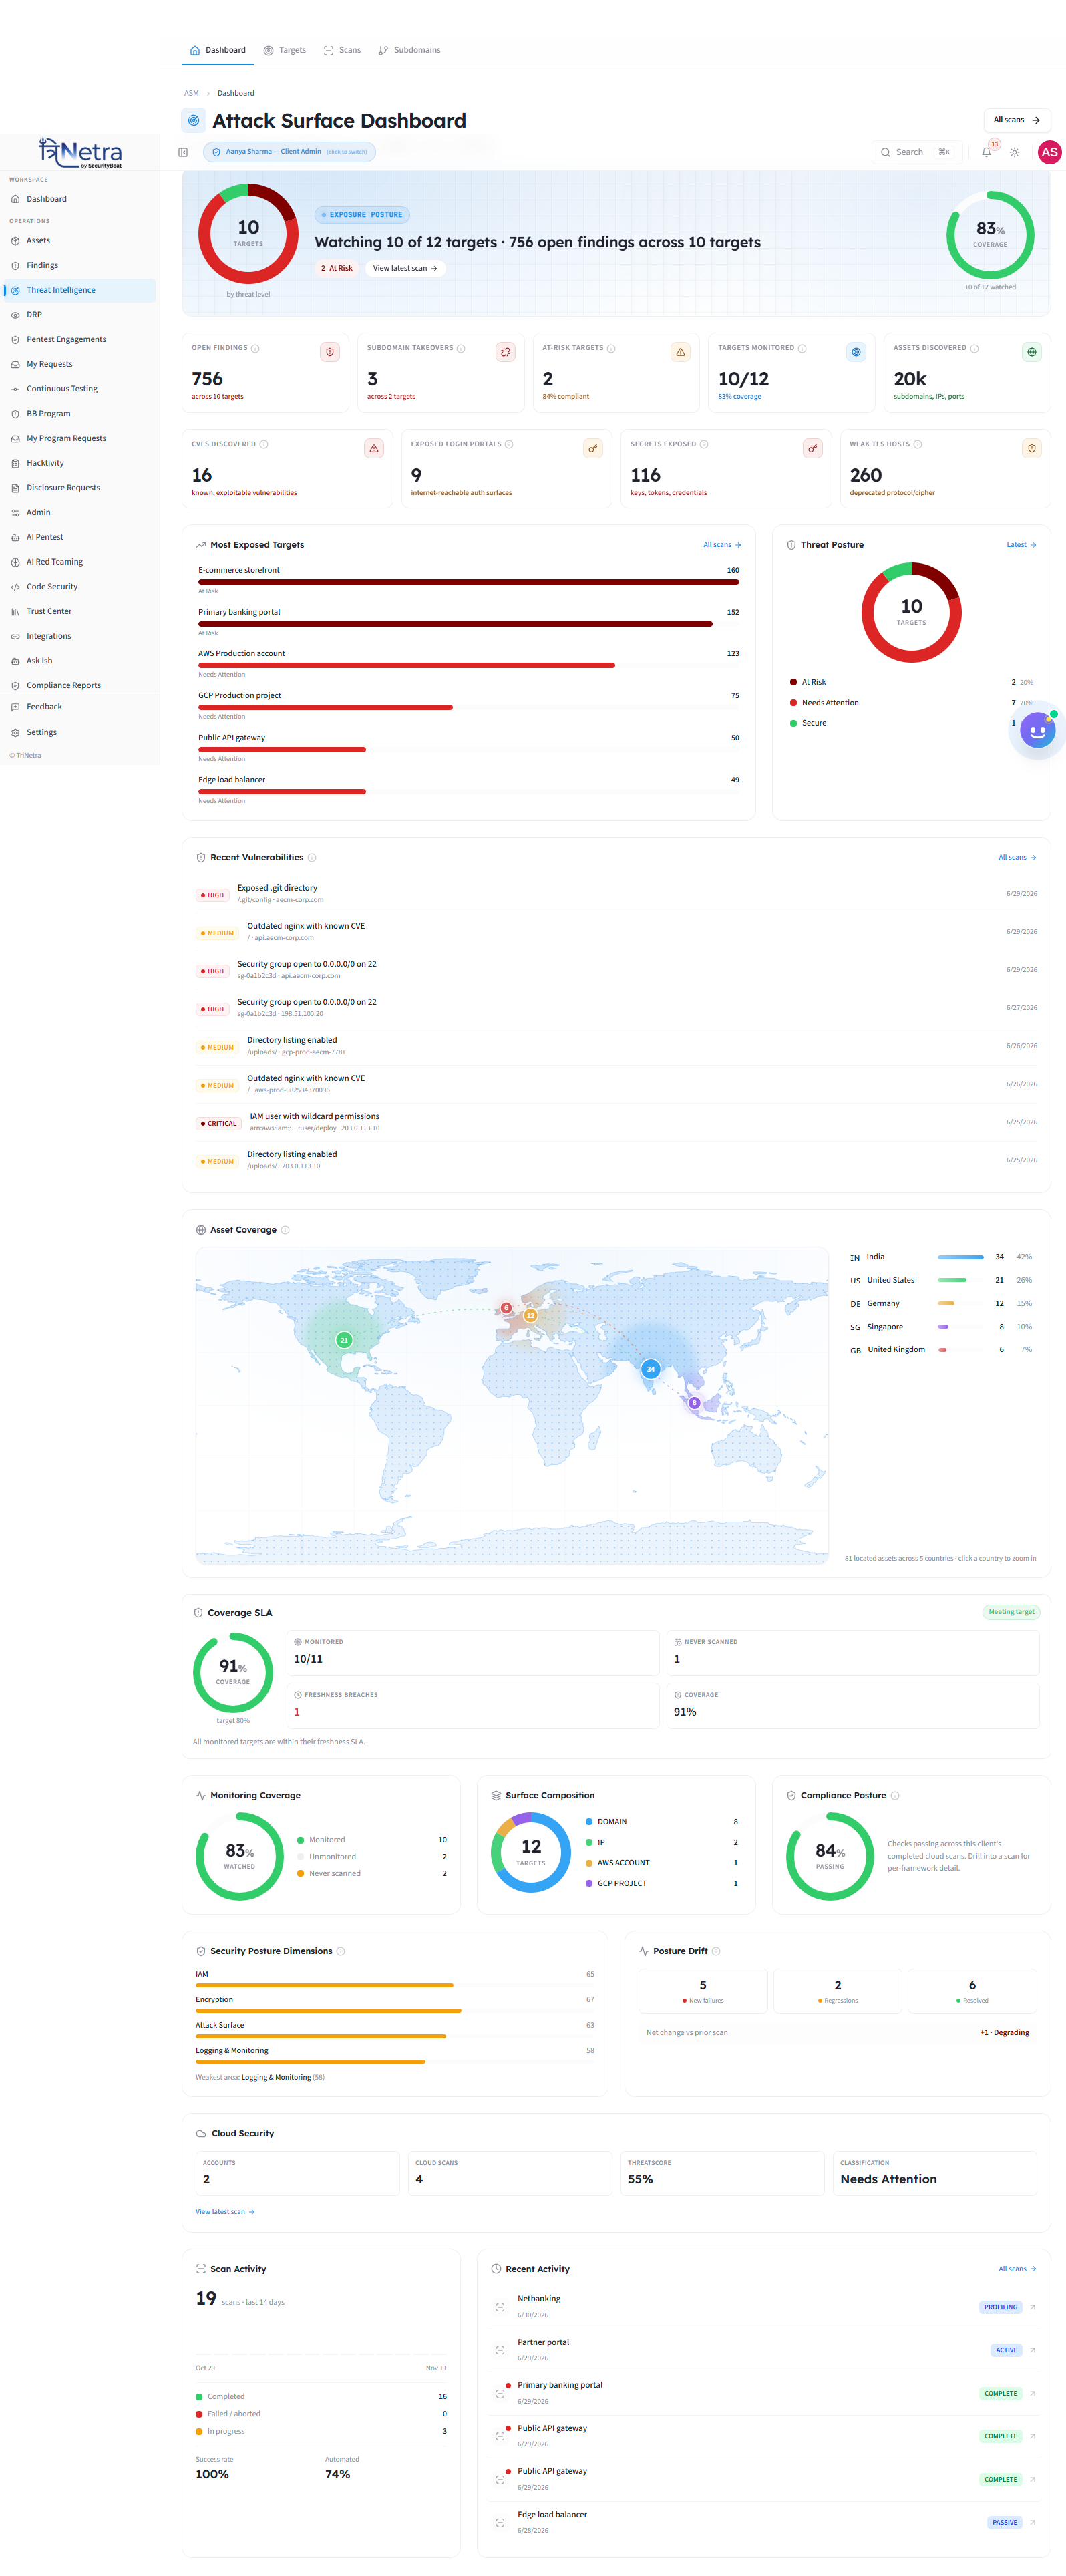 Dashboard
Targets
Scans
Subdomains
ASM
Dashboard
Attack Surface Dashboard
All scans
त्रिNetra
by SecurityBoat
Aanya Sharma — Client Admin (click to switch)
Search ⌘K
13
AS
WORKSPACE
Dashboard
OPERATIONS
Assets
Findings
Threat Intelligence
DRP
Pentest Engagements
My Requests
Continuous Testing
BB Program
My Program Requests
Hacktivity
Disclosure Requests
Admin
AI Pentest
AI Red Teaming
Code Security
Trust Center
Integrations
Ask Ish
Compliance Reports
Feedback
Settings
© TriNetra
10
TARGETS
by threat level
EXPOSURE POSTURE
Watching 10 of 12 targets · 756 open findings across 10 targets
2 At Risk
View latest scan →
83%
COVERAGE
10 of 12 watched
OPEN FINDINGS
756
across 10 targets
SUBDOMAIN TAKEOVERS
3
across 2 targets
AT-RISK TARGETS
2
84% compliant
TARGETS MONITORED
10/12
83% coverage
ASSETS DISCOVERED
20k
subdomains, IPs, ports
CVES DISCOVERED
16
known, exploitable vulnerabilities
EXPOSED LOGIN PORTALS
9
internet-reachable auth surfaces
SECRETS EXPOSED
116
keys, tokens, credentials
WEAK TLS HOSTS
260
deprecated protocol/cipher
Most Exposed Targets
All scans →
E-commerce storefront 160
At Risk
Primary banking portal 152
At Risk
AWS Production account 123
Needs Attention
GCP Production project 75
Needs Attention
Public API gateway 50
Needs Attention
Edge load balancer 49
Needs Attention
Threat Posture
Latest →
10
TARGETS
At Risk 2 20%
Needs Attention 7 70%
Secure 1
Recent Vulnerabilities
All scans →
HIGH
Exposed .git directory
/.git/config · aecm-corp.com
6/29/2026
MEDIUM
Outdated nginx with known CVE
/ · api.aecm-corp.com
6/29/2026
HIGH
Security group open to 0.0.0.0/0 on 22
sg-0a1b2c3d · api.aecm-corp.com
6/29/2026
HIGH
Security group open to 0.0.0.0/0 on 22
sg-0a1b2c3d · 198.51.100.20
6/27/2026
MEDIUM
Directory listing enabled
/uploads/ · gcp-prod-aecm-7781
6/26/2026
MEDIUM
Outdated nginx with known CVE
/ · aws-prod-982534370096
6/26/2026
CRITICAL
IAM user with wildcard permissions
arn:aws:iam::…:user/deploy · 203.0.113.10
6/25/2026
MEDIUM
Directory listing enabled
/uploads/ · 203.0.113.10
6/25/2026
Asset Coverage
21
6
12
34
8
IN India 34 42%
US United States 21 26%
DE Germany 12 15%
SG Singapore 8 10%
GB United Kingdom 6 7%
81 located assets across 5 countries · click a country to zoom in
Coverage SLA
Meeting target
91%
COVERAGE
target 80%
MONITORED
10/11
NEVER SCANNED
1
FRESHNESS BREACHES
1
COVERAGE
91%
All monitored targets are within their freshness SLA.
Monitoring Coverage
83%
WATCHED
Monitored 10
Unmonitored 2
Never scanned 2
Surface Composition
12
TARGETS
DOMAIN 8
IP 2
AWS ACCOUNT 1
GCP PROJECT 1
Compliance Posture
84%
PASSING
Checks passing across this client's
completed cloud scans. Drill into a scan for
per-framework detail.
Security Posture Dimensions
IAM 65
Encryption 67
Attack Surface 63
Logging & Monitoring 58
Weakest area: Logging & Monitoring (58)
Posture Drift
5
New failures
2
Regressions
6
Resolved
Net change vs prior scan +1 · Degrading
Cloud Security
ACCOUNTS
2
CLOUD SCANS
4
THREATSCORE
55%
CLASSIFICATION
Needs Attention
View latest scan →
Scan Activity
19 scans · last 14 days
Oct 29 Nov 11
Completed 16
Failed / aborted 0
In progress 3
Success rate
100%
Automated
74%
Recent Activity
All scans →
Netbanking
6/30/2026
PROFILING
Partner portal
6/29/2026
ACTIVE
Primary banking portal
6/29/2026
COMPLETE
Public API gateway
6/29/2026
COMPLETE
Public API gateway
6/29/2026
COMPLETE
Edge load balancer
6/28/2026
PASSIVE